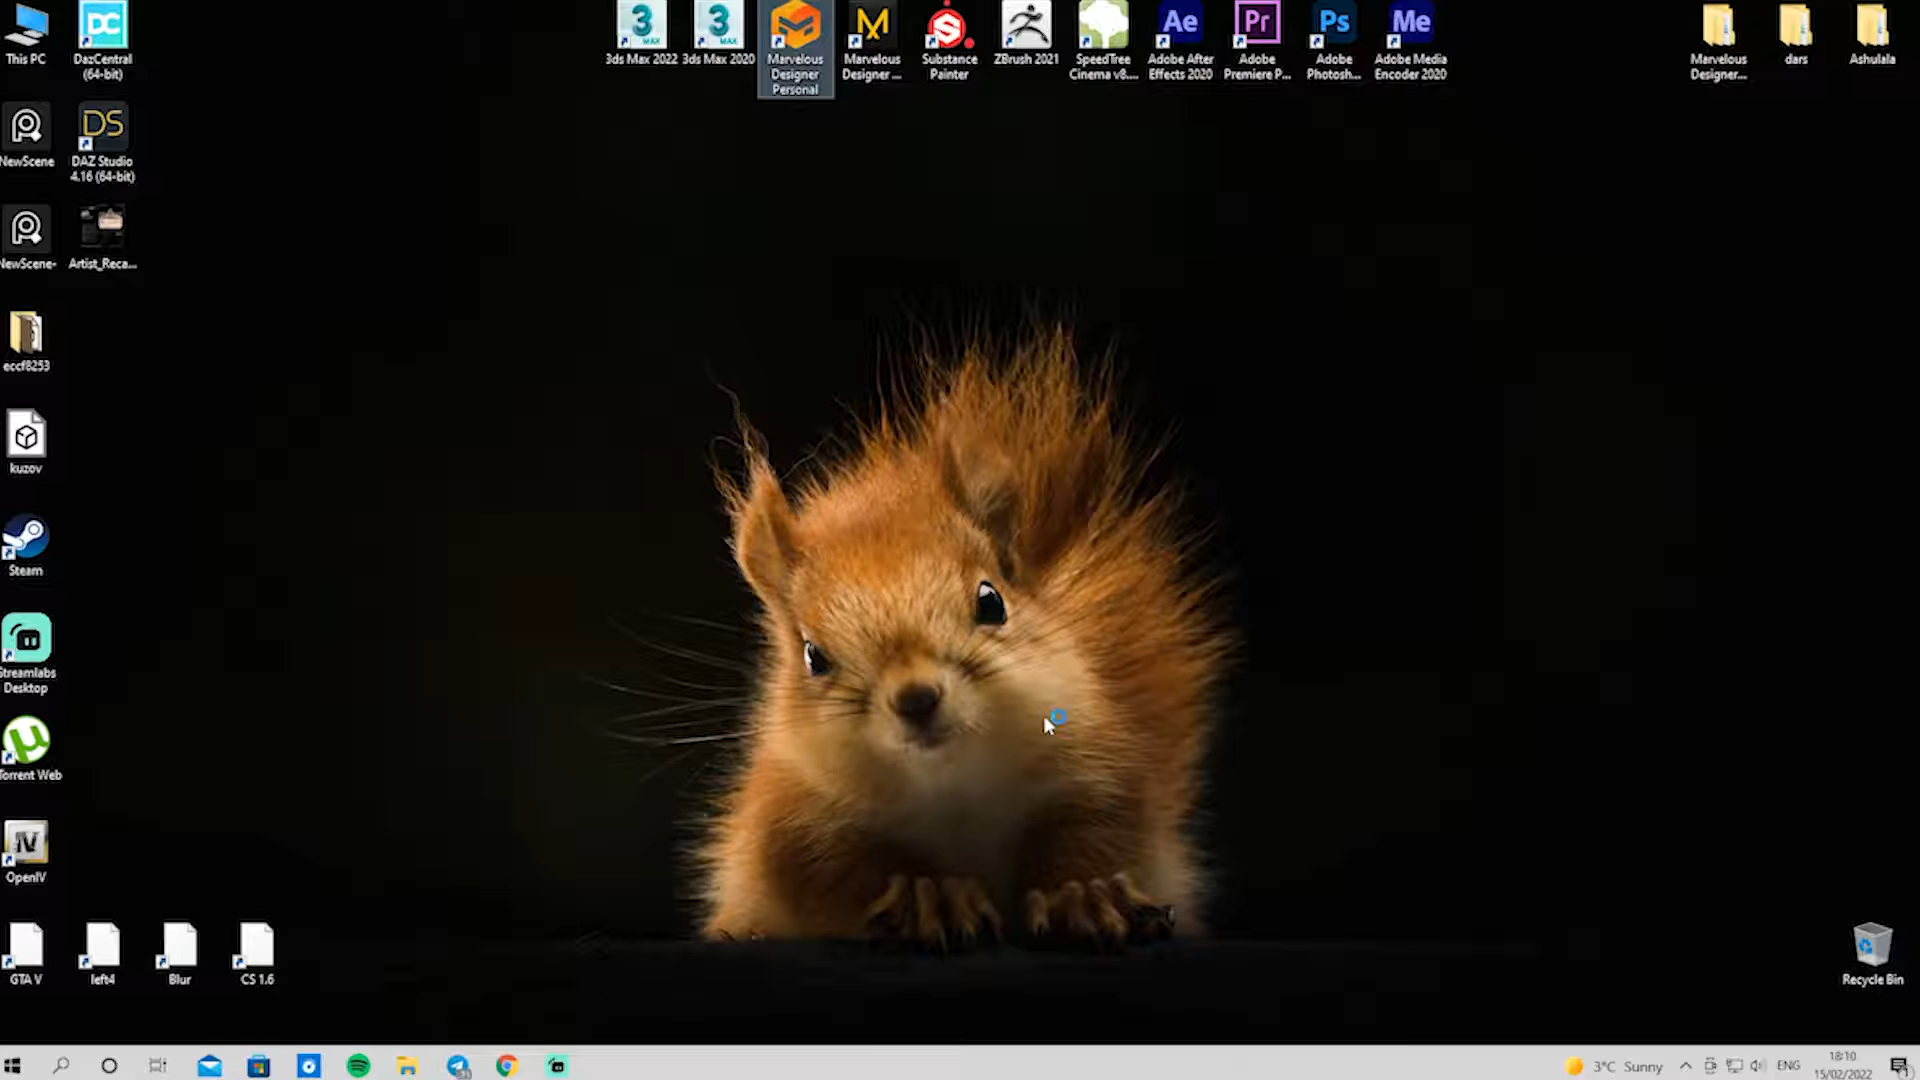 This PC
DazCentral
(64-bit)
3ds Max 2022
3ds Max 2020
Marvelous
Designer
Personal
Marvelous
Designer ...
Substance
Painter
ZBrush 2021
SpeedTree
Cinema v8....
Adobe After
Effects 2020
Adobe
Premiere P...
Adobe
Photosh...
Adobe Media
Encoder 2020
Marvelous
Designer...
dars
Ashulala
NewScene
DAZ Studio
4.16 (64-bit)
NewScene-
Artist_Reca...
eccf8253
kuzov
Steam
Streamlabs
Desktop
Torrent Web
OpenIV
GTA V
left4
Blur
CS 1.6
Recycle Bin
3°C Sunny
ENG
18:10
15/02/2022